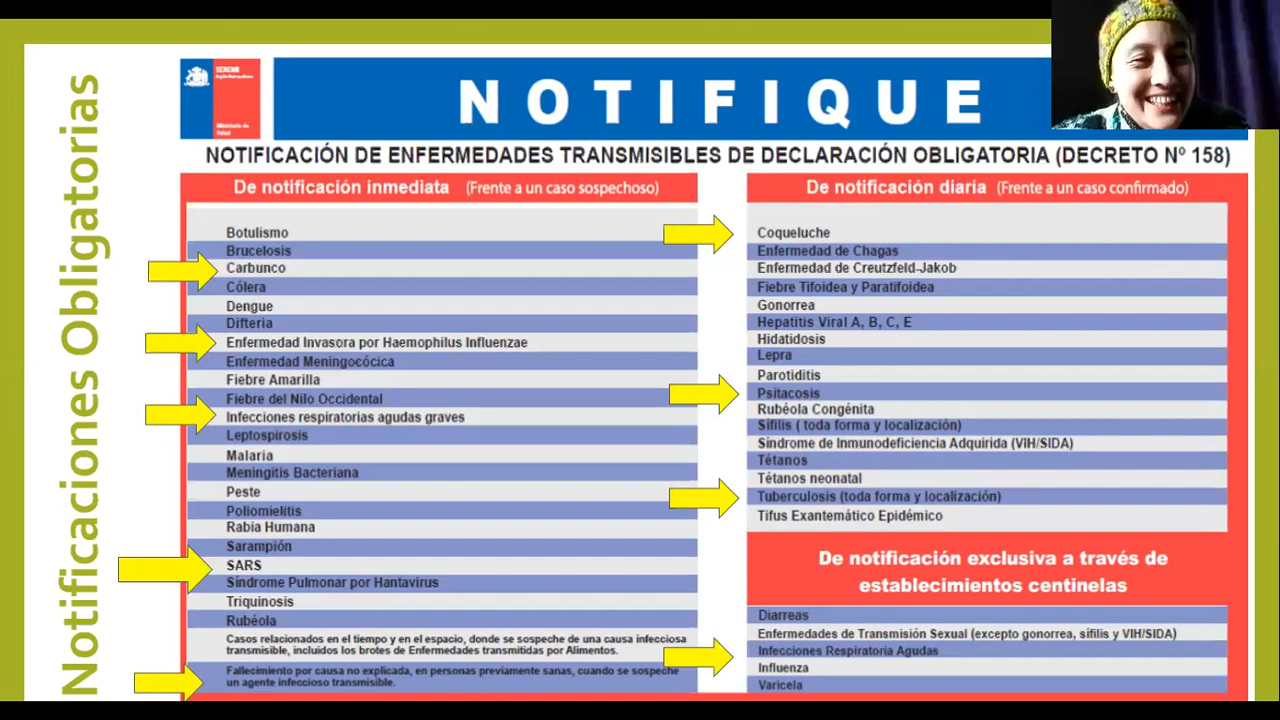 Notificaciones Obligatorias
SEREMI
Región Metropolitana
Ministerio de
Salud
NOTIFIQUE
NOTIFICACIÓN DE ENFERMEDADES TRANSMISIBLES DE DECLARACIÓN OBLIGATORIA (DECRETO Nº 158)
De notificación inmediata (Frente a un caso sospechoso)
Botulismo
Brucelosis
Carbunco
Cólera
Dengue
Difteria
Enfermedad Invasora por Haemophilus Influenzae
Enfermedad Meningocócica
Fiebre Amarilla
Fiebre del Nilo Occidental
Infecciones respiratorias agudas graves
Leptospirosis
Malaria
Meningitis Bacteriana
Peste
Poliomielitis
Rabia Humana
Sarampión
SARS
Síndrome Pulmonar por Hantavirus
Triquinosis
Rubéola
Casos relacionados en el tiempo y en el espacio, donde se sospeche de una causa infecciosa
transmisible, incluidos los brotes de Enfermedades transmitidas por Alimentos.
Fallecimiento por causa no explicada, en personas previamente sanas, cuando se sospeche
un agente infeccioso transmisible.
De notificación diaria (Frente a un caso confirmado)
Coqueluche
Enfermedad de Chagas
Enfermedad de Creutzfeld-Jakob
Fiebre Tifoidea y Paratifoidea
Gonorrea
Hepatitis Viral A, B, C, E
Hidatidosis
Lepra
Parotiditis
Psitacosis
Rubéola Congénita
Sífilis ( toda forma y localización)
Síndrome de Inmunodeficiencia Adquirida (VIH/SIDA)
Tétanos
Tétanos neonatal
Tuberculosis (toda forma y localización)
Tifus Exantemático Epidémico
De notificación exclusiva a través de
establecimientos centinelas
Diarreas
Enfermedades de Transmisión Sexual (excepto gonorrea, sífilis y VIH/SIDA)
Infecciones Respiratoria Agudas
Influenza
Varicela